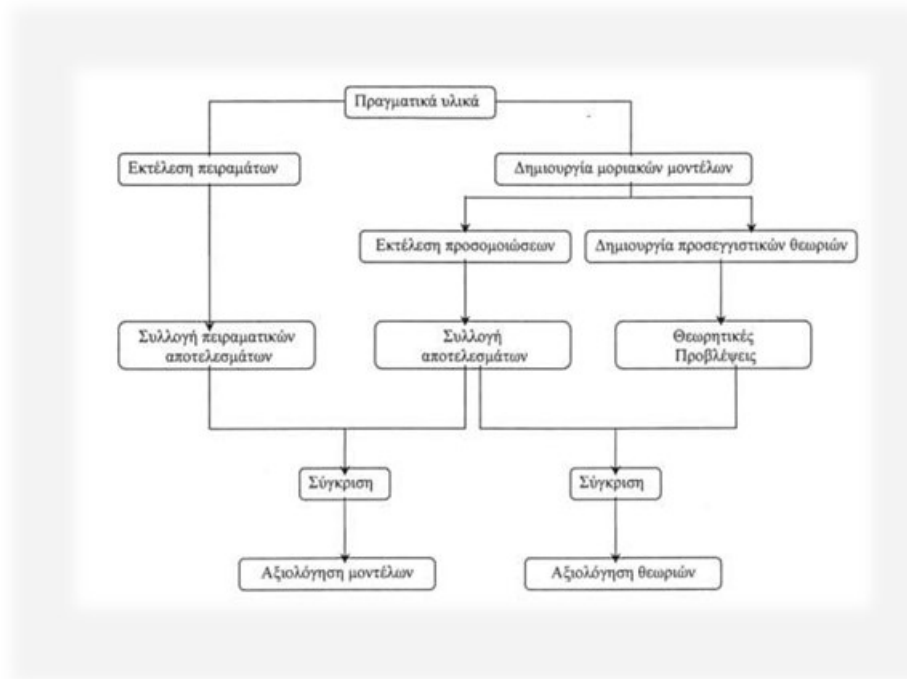 Πραγματικά υλικά
Εκτέλεση πειραμάτων
Δημιουργία μοριακών μοντέλων
Εκτέλεση προσομοιώσεων
Δημιουργία προσεγγιστικών θεωριών
Συλλογή πειραματικών
αποτελεσμάτων
Συλλογή
αποτελεσμάτων
Θεωρητικές
Προβλέψεις
Σύγκριση
Σύγκριση
Αξιολόγηση μοντέλων
Αξιολόγηση θεωριών